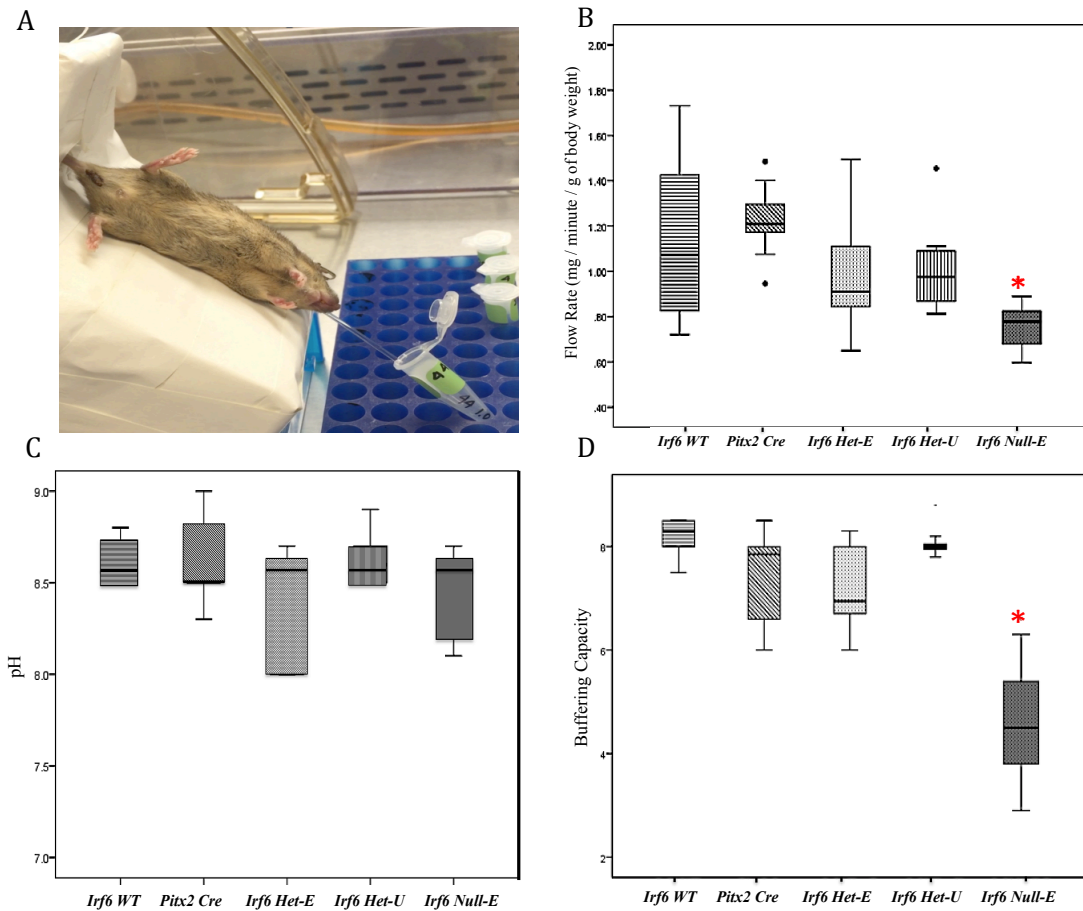 A
B
Flow Rate (mg / minute / g of body weight)
2.00
1.80
1.60
1.40
1.20
1.00
.80
.60
.40
*
Irf6 WT Pitx2 Cre Irf6 Het-E Irf6 Het-U Irf6 Null-E
C
pH
9.0
8.5
8.0
7.5
7.0
Irf6 WT Pitx2 Cre Irf6 Het-E Irf6 Het-U Irf6 Null-E
D
Buffering Capacity
8
6
4
2
*
Irf6 WT Pitx2 Cre Irf6 Het-E Irf6 Het-U Irf6 Null-E